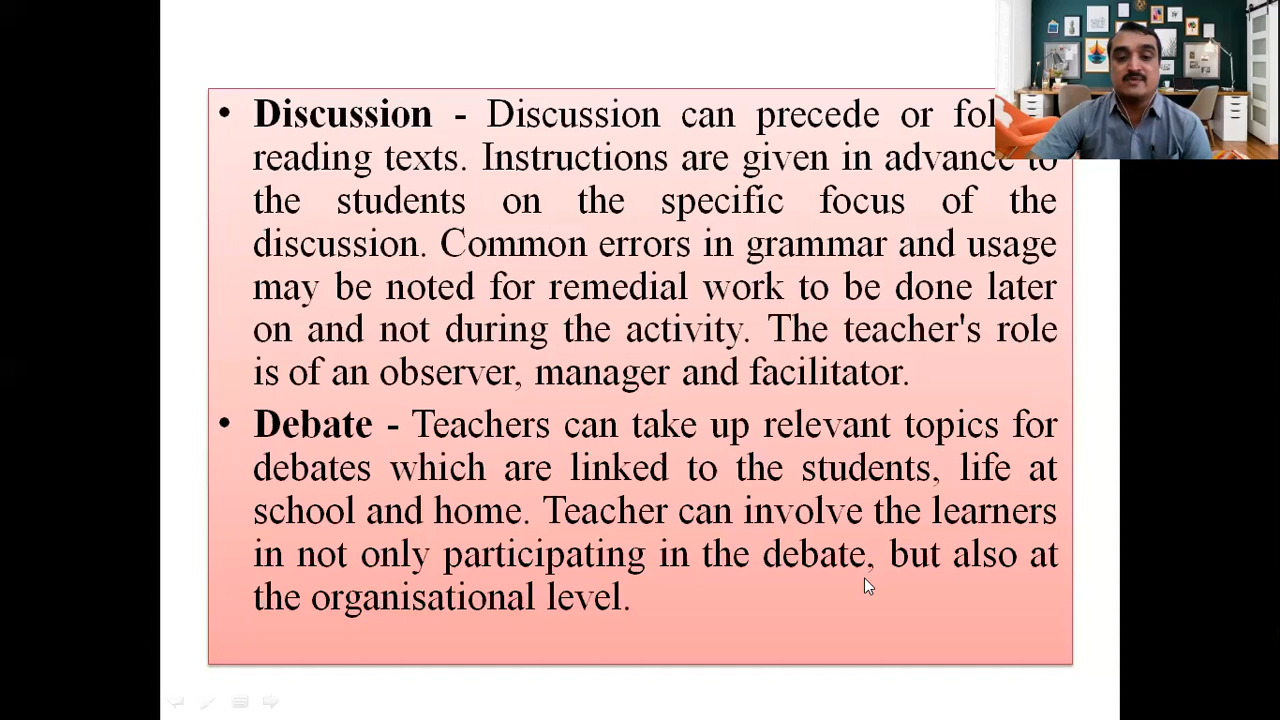 • Discussion - Discussion can precede or
reading texts. Instructions are given in advance to
the students on the specific focus of the
discussion. Common errors in grammar and usage
may be noted for remedial work to be done later
on and not during the activity. The teacher's role
is of an observer, manager and facilitator.
• Debate - Teachers can take up relevant topics for
debates which are linked to the students, life at
school and home. Teacher can involve the learners
in not only participating in the debate, but also at
the organisational level.